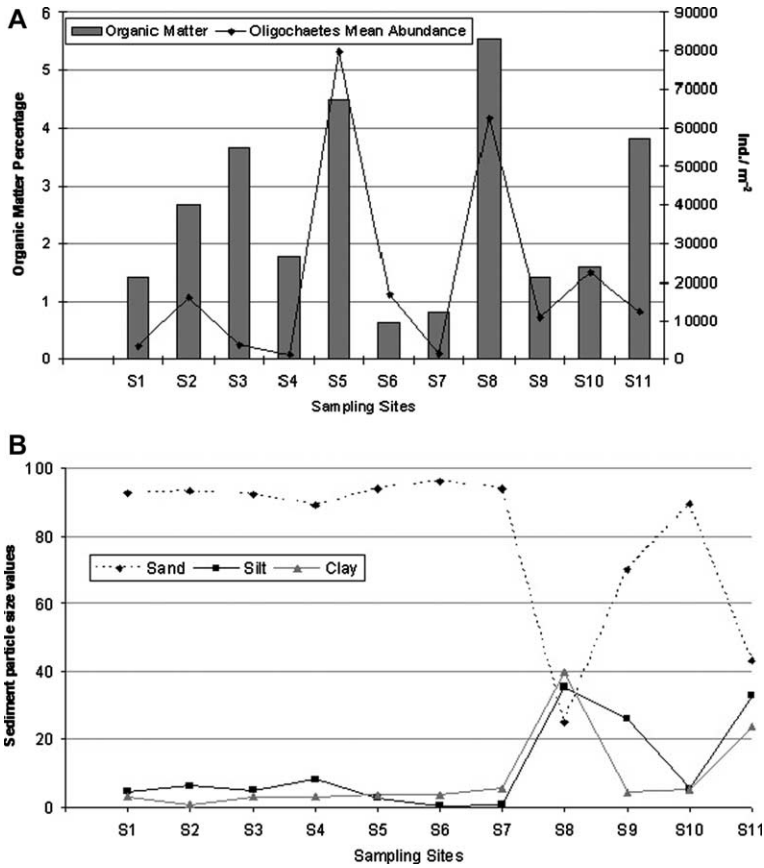 A
Organic Matter Oligochaetes Mean Abundance
Organic Matter Percentage
6
5
4
3
2
1
0
90000
80000
70000
60000
50000
40000
30000
20000
10000
0
Ind./ m⁻²
S1 S2 S3 S4 S5 S6 S7 S8 S9 S10 S11
Sampling Sites
B
Sediment particle size values
100
80
60
40
20
0
Sand Silt Clay
S1 S2 S3 S4 S5 S6 S7 S8 S9 S10 S11
Sampling Sites